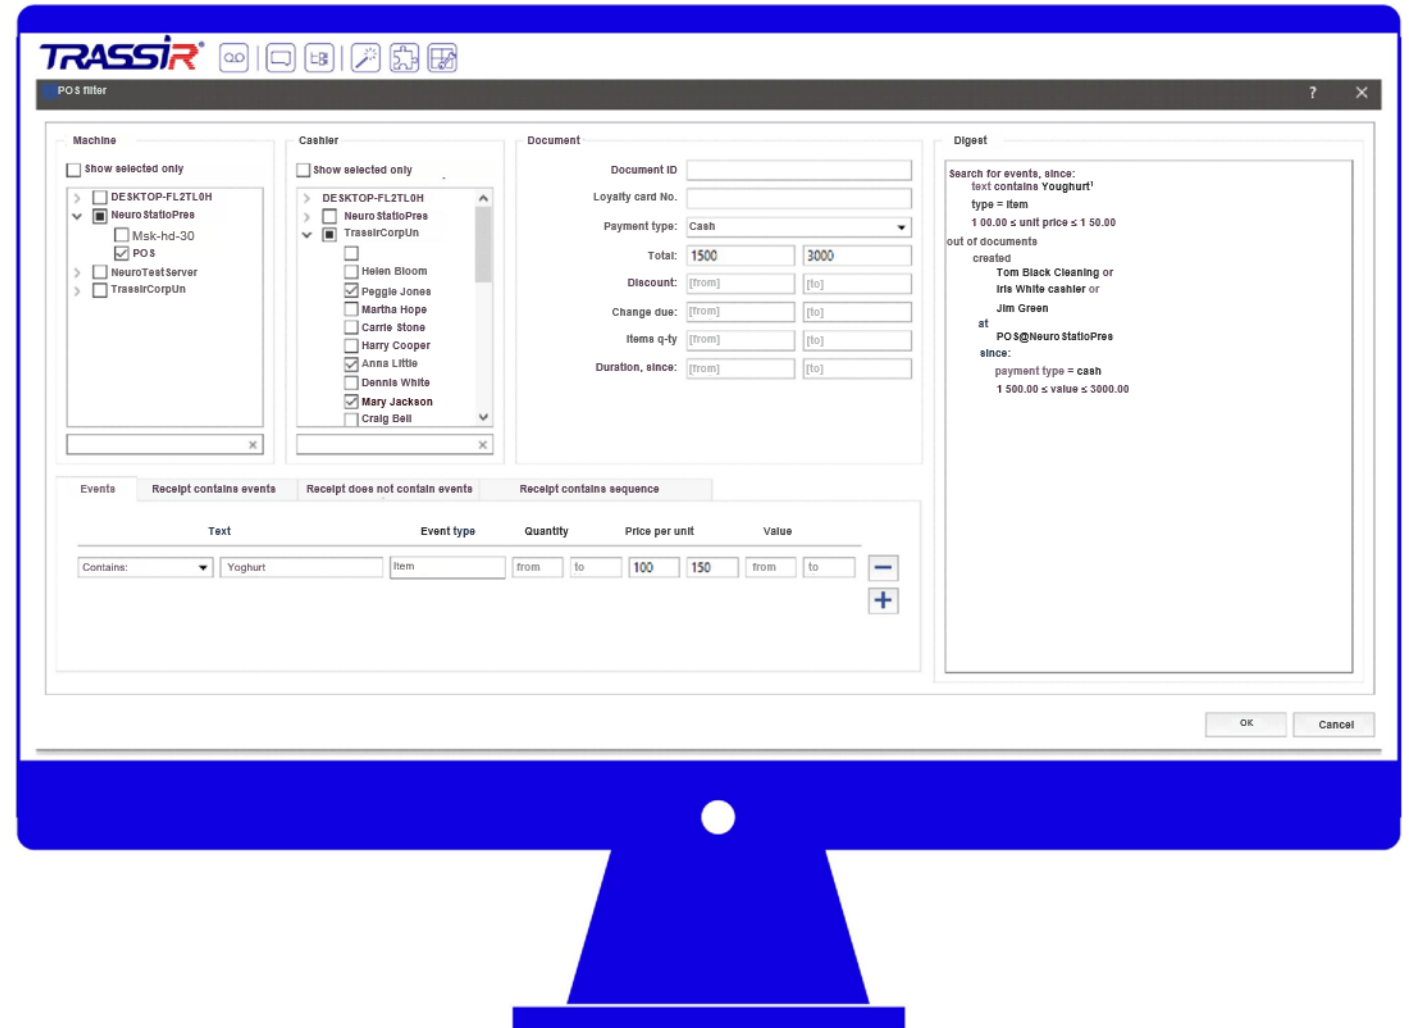 TRASSIR
POS filter
?
Machine
Show selected only
DESKTOP-FL2TL0H
NeuroStatioPres
Msk-hd-30
POS
NeuroTestServer
TrassirCorpUn
Cashier
Show selected only
DESKTOP-FL2TL0H
NeuroStatioPres
TrassirCorpUn
Helen Bloom
Peggie Jones
Martha Hope
Carrie Stone
Harry Cooper
Anna Little
Dennis White
Mary Jackson
Craig Bell
Document
Document ID
Loyalty card No.
Payment type: Cash
Total: 1500 3000
Discount: [from] [to]
Change due: [from] [to]
Items q-ty [from] [to]
Duration, since: [from] [to]
Digest
Search for events, since:
text contains Youghurt¹
type = Item
1 00.00 ≤ unit price ≤ 1 50.00
out of documents
created
Tom Black Cleaning or
Iris White cashier or
Jim Green
at
POS@NeuroStatioPres
since:
payment type = cash
1 500.00 ≤ value ≤ 3000.00
Events Receipt contains events Receipt does not contain events Receipt contains sequence
Text Event type Quantity Price per unit Value
Contains: Yoghurt Item from to 100 150 from to
OK Cancel